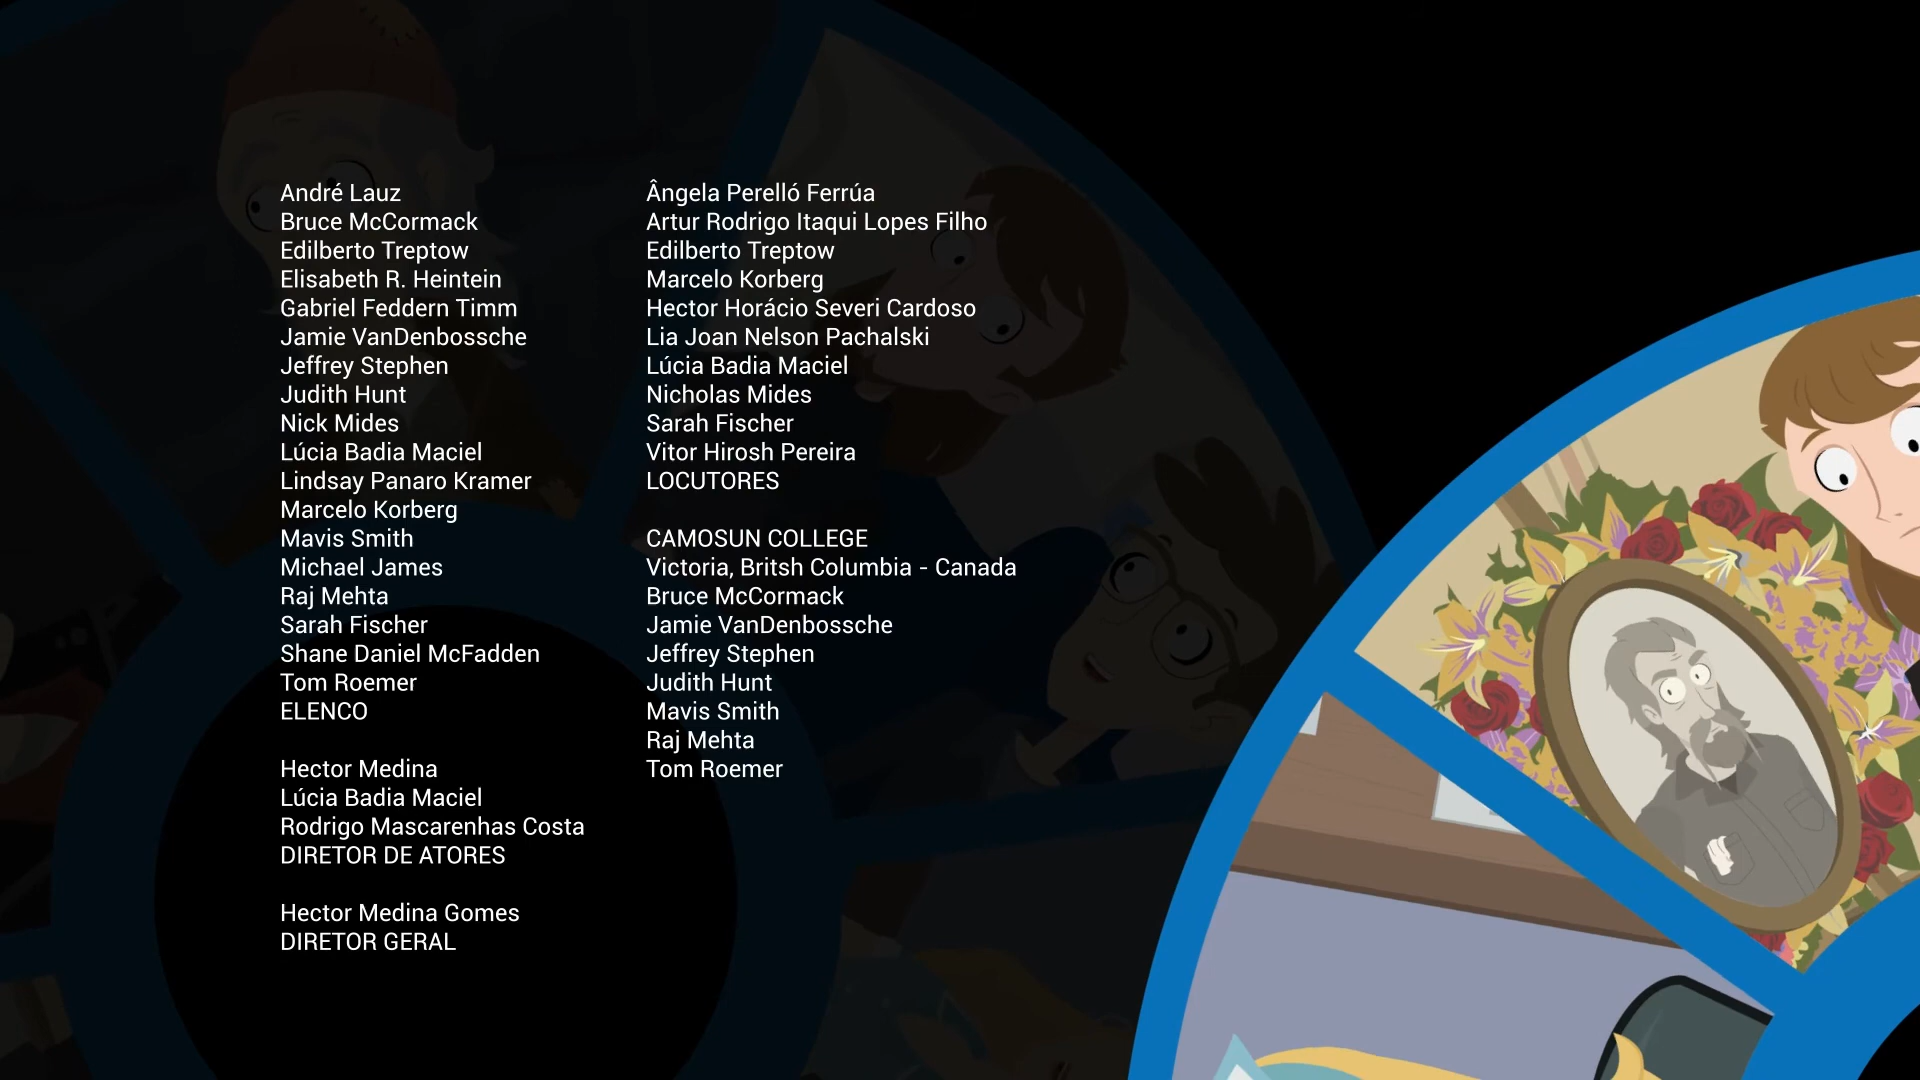 André Lauz
Bruce McCormack
Edilberto Treptow
Elisabeth R. Heintein
Gabriel Feddern Timm
Jamie VanDenbossche
Jeffrey Stephen
Judith Hunt
Nick Mides
Lúcia Badia Maciel
Lindsay Panaro Kramer
Marcelo Korberg
Mavis Smith
Michael James
Raj Mehta
Sarah Fischer
Shane Daniel McFadden
Tom Roemer
ELENCO
Hector Medina
Lúcia Badia Maciel
Rodrigo Mascarenhas Costa
DIRETOR DE ATORES
Hector Medina Gomes
DIRETOR GERAL
Ângela Perelló Ferrúa
Artur Rodrigo Itaqui Lopes Filho
Edilberto Treptow
Marcelo Korberg
Hector Horácio Severi Cardoso
Lia Joan Nelson Pachalski
Lúcia Badia Maciel
Nicholas Mides
Sarah Fischer
Vitor Hirosh Pereira
LOCUTORES
CAMOSUN COLLEGE
Victoria, Britsh Columbia - Canada
Bruce McCormack
Jamie VanDenbossche
Jeffrey Stephen
Judith Hunt
Mavis Smith
Raj Mehta
Tom Roemer